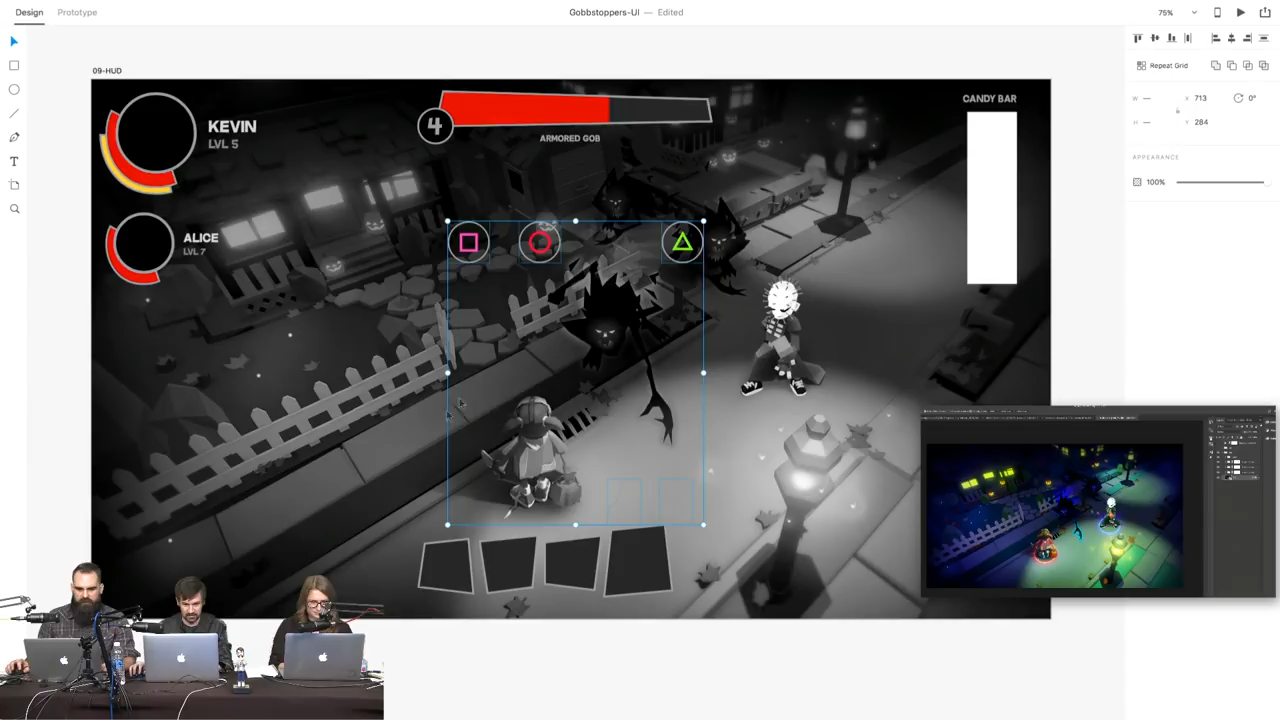 Design
Prototype
Gobbstoppers-UI — Edited
75%
09-HUD
KEVIN
LVL 5
4
ARMORED GOB
CANDY BAR
ALICE
LVL 7
Repeat Grid
W —
X 713
0°
H —
Y 284
APPEARANCE
100%
T